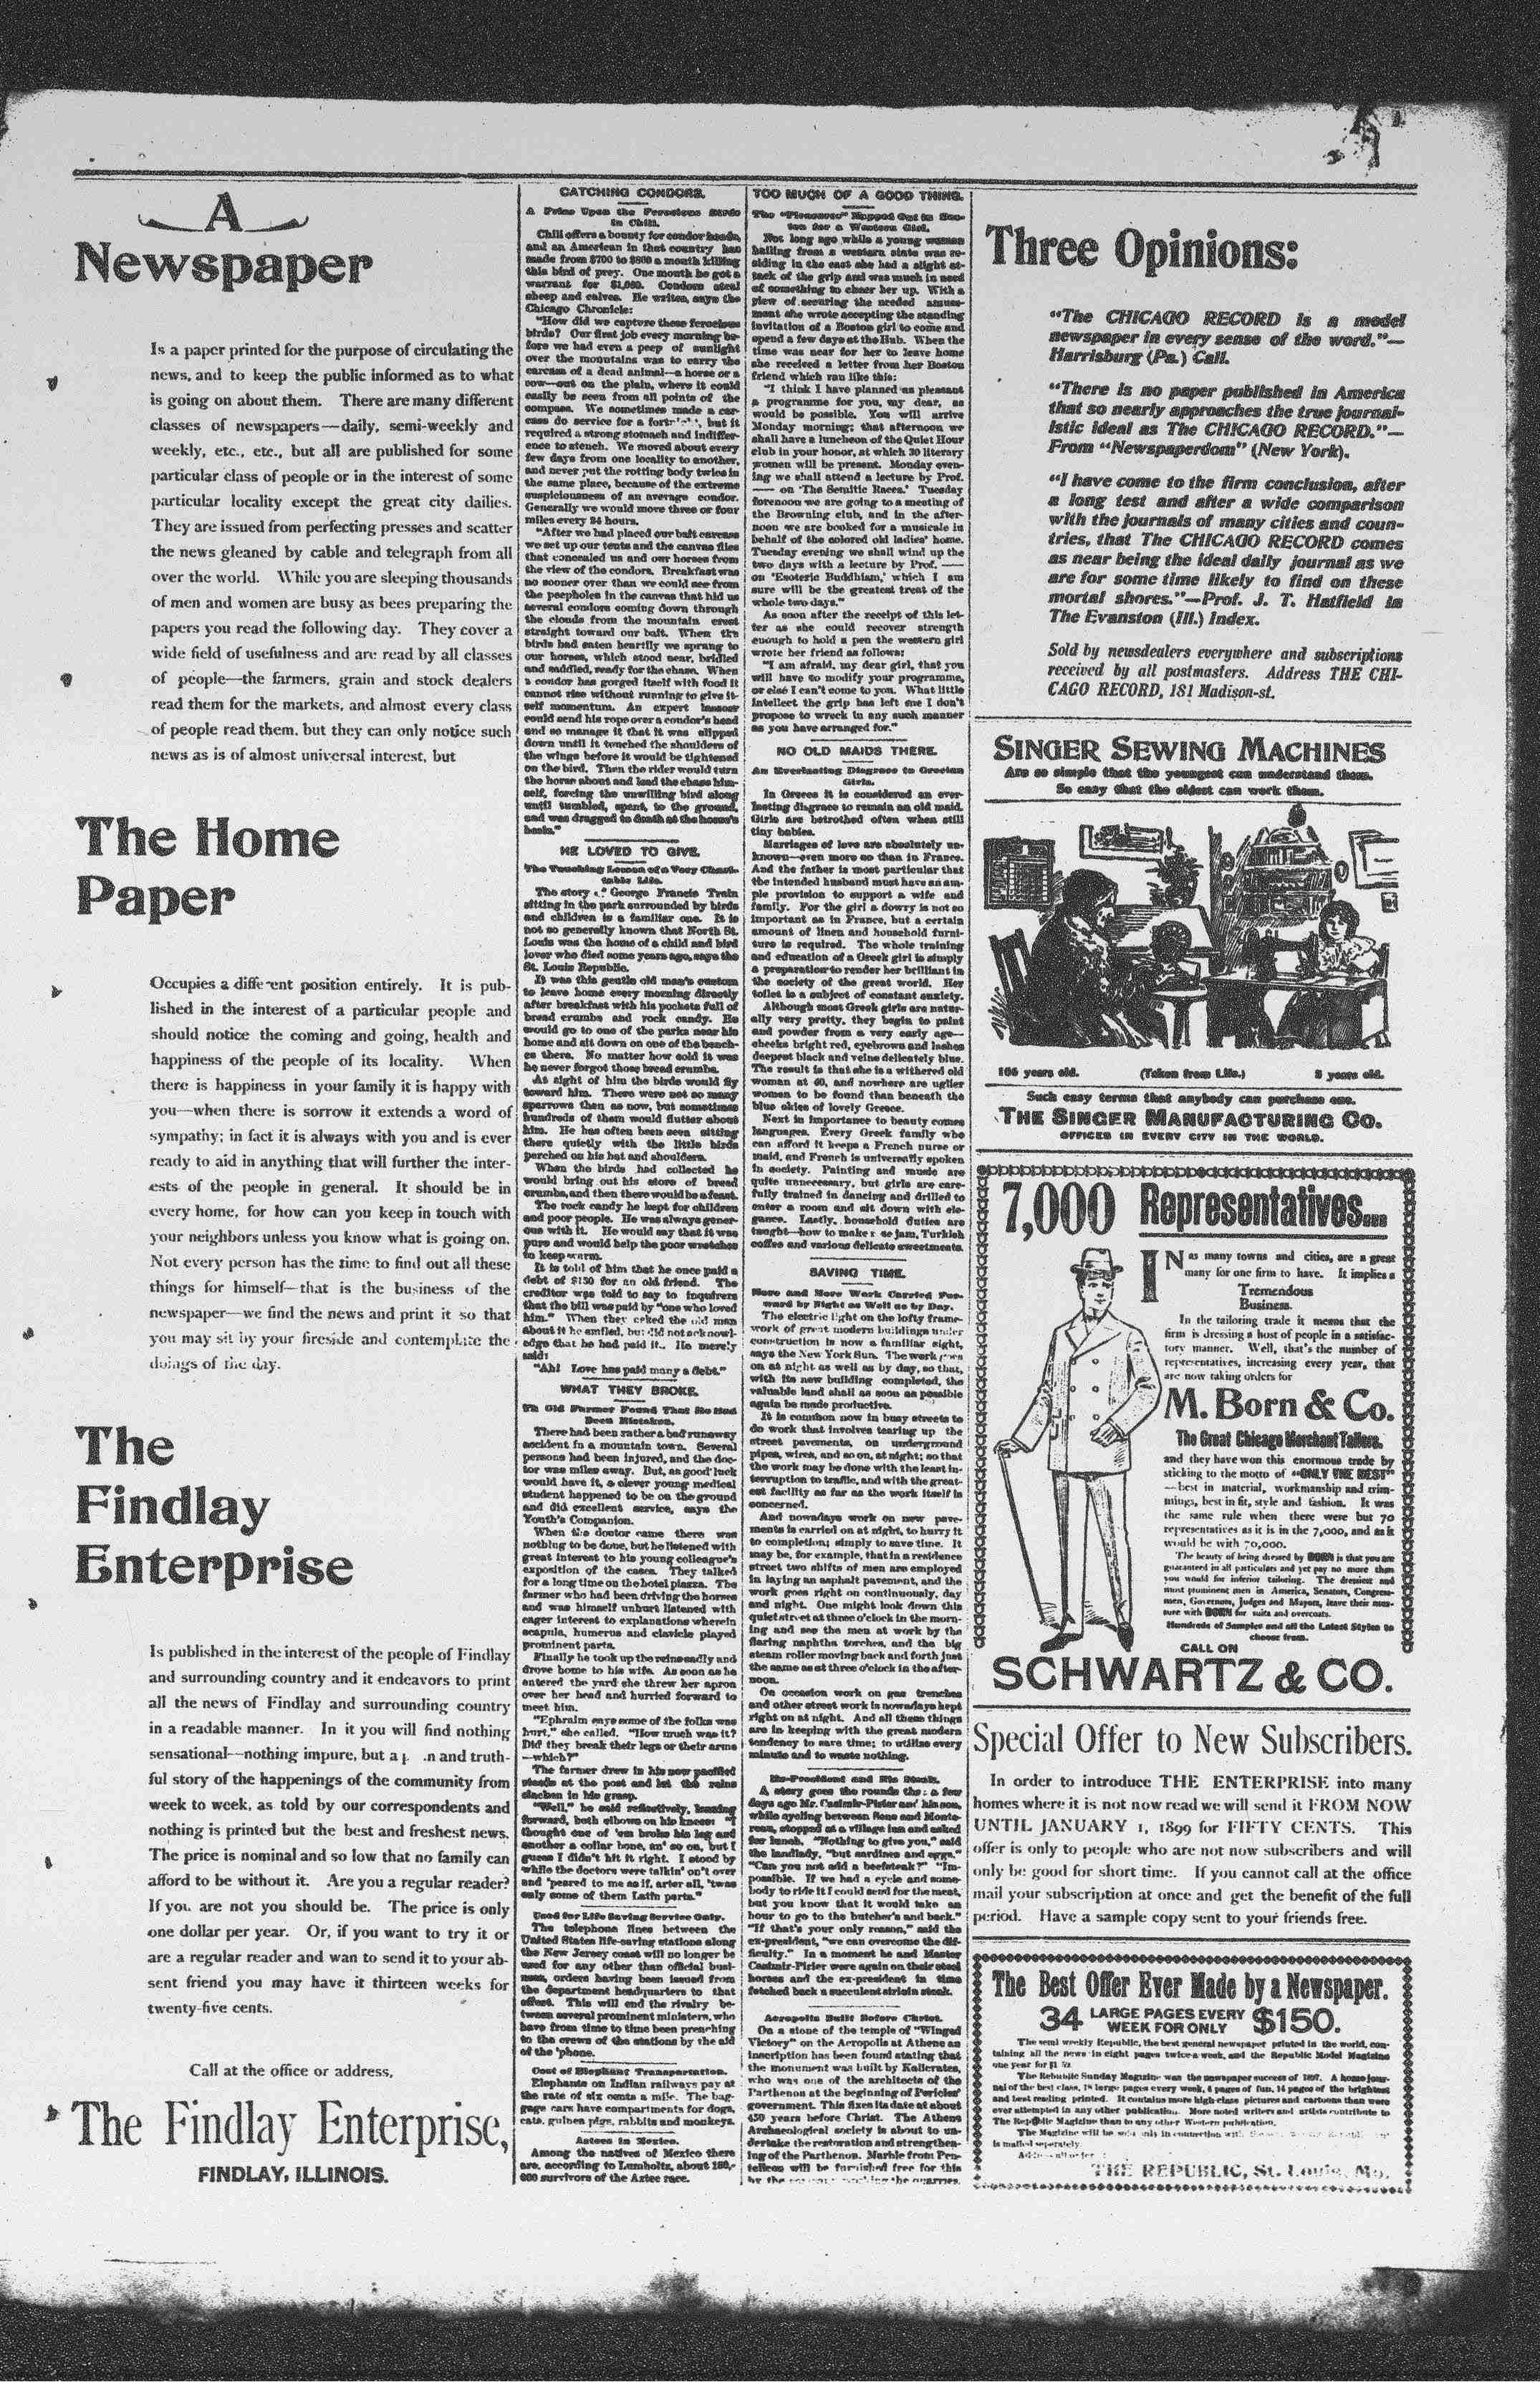 A
Newspaper
Is a paper printed for the purpose of circulating the
news, and to keep the public informed as to what
is going on about them. There are many different
classes of newspapers—daily, semi-weekly and
weekly, etc., etc., but all are published for some
particular class of people or in the interest of some
particular locality except the great city dailies.
They are issued from perfecting presses and scatter
the news gleaned by cable and telegraph from all
over the world. While you are sleeping thousands
of men and women are busy as bees preparing the
papers you read the following day. They cover a
wide field of usefulness and are read by all classes
of people—the farmers, grain and stock dealers
read them for the markets, and almost every class
of people read them, but they can only notice such
news as is of almost universal interest, but
The Home
Paper
Occupies a different position entirely. It is pub-
lished in the interest of a particular people and
should notice the coming and going, health and
happiness of the people of its locality. When
there is happiness in your family it is happy with
you—when there is sorrow it extends a word of
sympathy; in fact it is always with you and is ever
ready to aid in anything that will further the inter-
ests of the people in general. It should be in
every home, for how can you keep in touch with
your neighbors unless you know what is going on.
Not every person has the time to find out all these
things for himself—that is the business of the
newspaper—we find the news and print it so that
you may sit by your fireside and contemplate the
doings of the day.
The
Findlay
Enterprise
Is published in the interest of the people of Findlay
and surrounding country and it endeavors to print
all the news of Findlay and surrounding country
in a readable manner. In it you will find nothing
sensational—nothing impure, but a and truth-
ful story of the happenings of the community from
week to week, as told by our correspondents and
nothing is printed but the best and freshest news.
The price is nominal and so low that no family can
afford to be without it. Are you a regular reader?
If you are not you should be. The price is only
one dollar per year. Or, if you want to try it or
are a regular reader and wan to send it to your ab-
sent friend you may have it thirteen weeks for
twenty-five cents.
Call at the office or address,
The Findlay Enterprise,
FINDLAY, ILLINOIS.
CATCHING CONDORS.
A Prize Upon the Ferocious Birds
in Chili.
Chili offers a bounty for condor heads,
and an American in that country has
made from $700 to $800 a month killing
this bird of prey. One month he got a
warrant for $1,080. Condors steal
sheep and calves. He writes, says the
Chicago Chronicle:
"How did we capture these ferocious
birds? Our first job every morning be-
fore we had even a peep of sunlight
over the mountains was to carry the
carcass of a dead animal—a horse or a
cow—out on the plain, where it could
easily be seen from all points of the
compass. We sometimes made a car-
cass do service for a but it
required a strong stomach and indiffer-
ence to stench. We moved about every
few days from one locality to another,
and never put the rotting body twice in
the same place, because of the extreme
suspiciousness of an average condor.
Generally we would move three or four
miles every 24 hours.
"After we had placed our bait carcass
we set up our tents and the canvas flies
that concealed us and our horses from
the view of the condors. Breakfast was
no sooner over than we could see from
the peepholes in the canvas that hid us
several condors coming down through
the clouds from the mountain crest
straight toward our bait. When the
birds had eaten heartily we sprang to
our horses, which stood near, bridled
and saddled, ready for the chase. When
a condor has gorged itself with food it
cannot rise without running to give it-
self momentum. An expert lassoer
could send his rope over a condor's head
and so manage it that it was slipped
down until it touched the shoulders of
the wings before it would be tightened
on the bird. Then the rider would turn
the horse about and lead the chase him-
self, forcing the unwilling bird along
until tumbled, spent, to the ground,
and was dragged to death at the horse's
heels."
HE LOVED TO GIVE.
The Touching Lesson of a Very Chari-
table Life.
The story of George Francis Train
sitting in the park surrounded by birds
and children is a familiar one. It is
not so generally known that North St.
Louis was the home of a child and bird
lover who died some years ago, says the
St. Louis Republic.
It was this gentle old man's custom
to leave home every morning directly
after breakfast with his pockets full of
bread crumbs and rock candy. He
would go to one of the parks near his
home and sit down on one of the bench-
es there. No matter how cold it was
he never forgot those bread crumbs.
As sight of him the birds would fly
toward him. There were not so many
sparrows then as now, but sometimes
hundreds of them would flutter about
him. He has often been seen sitting
there quietly with the little birds
perched on his hat and shoulders.
When the birds had collected he
would bring out his store of bread
crumbs, and then there would be a feast.
The rock candy he kept for children
and poor people. He was always gener-
ous with it. He would say that it was
pure and would help the poor wretches
to keep warm.
It is told of him that he once paid a
debt of $150 for an old friend. The
creditor was told to say to inquirers
that the bill was paid by "one who loved
him." When they asked the old man
about it he smiled, but did not acknowl-
edge that he had paid it. He merely
said:
"Ah! Love has paid many a debt."
WHAT THEY BROKE.
Th Old Farmer Found That He Had
Been Mistaken.
There had been rather a bad runaway
accident in a mountain town. Several
persons had been injured, and the doc-
tor was miles away. But, as good luck
would have it, a clever young medical
student happened to be on the ground
and did excellent service, says the
Youth's Companion.
When the doctor came there was
nothing to be done, but he listened with
great interest to his young colleague's
exposition of the cases. They talked
for a long time on the hotel piazza. The
farmer who had been driving the horses
and was himself unhurt listened with
eager interest to explanations wherein
scapula, humerus and clavicle played
prominent parts.
Finally he took up the reins sadly and
drove home to his wife. As soon as he
entered the yard she threw her apron
over her head and hurried forward to
meet him.
"Ephraim says some of the folks was
hurt," she called. "How much was it?
Did they break their legs or their arms
—which?"
The farmer drew in his now pacified
steeds at the post and let the reins
slacken in his grasp.
"Well," he said reflectively, leaning
forward, both elbows on his knees: "I
thought one of 'em broke his leg and
another a collar bone, an' so on, but I
guess I didn't hit it right. I stood by
while the doctors were talkin' on't over
and 'peared to me as if, arter all, 'twas
only some of them Latin parts."
Used for Life Saving Service Only.
The telephone lines between the
United States life-saving stations along
the New Jersey coast will no longer be
used for any other than official busi-
ness, orders having been issued from
the department headquarters to that
effect. This will end the rivalry be-
tween several prominent ministers, who
have from time to time been preaching
to the crews of the stations by the aid
of the 'phone.
Cost of Elephant Transportation.
Elephants on Indian railways pay at
the rate of six cents a mile. The bag-
gage cars have compartments for dogs,
cats, guinea pigs, rabbits and monkeys.
Aztecs in Mexico.
Among the natives of Mexico there
are, according to Lumholtz, about 150,-
000 survivors of the Aztec race.
TOO MUCH OF A GOOD THING.
The "Pleasures" Mapped Out in Bos-
ton for a Western Girl.
Not long ago while a young woman
hailing from a western state was re-
siding in the east she had a slight at-
tack of the grip and was much in need
of something to cheer her up. With a
view of securing the needed amuse-
ment she wrote accepting the standing
invitation of a Boston girl to come and
spend a few days at the Hub. When the
time was near for her to leave home
she received a letter from her Boston
friend which ran like this:
"I think I have planned as pleasant
a programme for you, my dear, as
would be possible. You will arrive
Monday morning; that afternoon we
shall have a luncheon of the Quiet Hour
club in your honor, at which 30 literary
women will be present. Monday even-
ing we shall attend a lecture by Prof.
—— on 'The Semitic Races.' Tuesday
forenoon we are going to a meeting of
the Browning club, and in the after-
noon we are booked for a musicale in
behalf of the colored old ladies' home.
Tuesday evening we shall wind up the
two days with a lecture by Prof. ——
on 'Esoteric Buddhism,' which I am
sure will be the greatest treat of the
whole two days."
As soon after the receipt of this let-
ter as she could recover strength
enough to hold a pen the western girl
wrote her friend as follows:
"I am afraid, my dear girl, that you
will have to modify your programme,
or else I can't come to you. What little
intellect the grip has left me I don't
propose to wreck in any such manner
as you have arranged for."
NO OLD MAIDS THERE.
An Everlasting Disgrace to Grecian
Girls.
In Greece it is considered an ever-
lasting disgrace to remain an old maid.
Girls are betrothed often when still
tiny babies.
Marriages of love are absolutely un-
known—even more so than in France.
And the father is most particular that
the intended husband must have an am-
ple provision to support a wife and
family. For the girl a dowry is not so
important as in France, but a certain
amount of linen and household furni-
ture is required. The whole training
and education of a Greek girl is simply
a preparation to render her brilliant in
the society of the great world. Her
toilet is a subject of constant anxiety.
Although most Greek girls are natur-
ally very pretty, they begin to paint
and powder from a very early age—
cheeks bright red, eyebrows and lashes
deepest black and veins delicately blue.
The result is that she is a withered old
woman at 40, and nowhere are uglier
women to be found than beneath the
blue skies of lovely Greece.
Next in importance to beauty comes
languages. Every Greek family who
can afford it keeps a French nurse or
maid, and French is universally spoken
in society. Painting and music are
quite unnecessary, but girls are care-
fully trained in dancing and drilled to
enter a room and sit down with ele-
gance. Lastly, household duties are
taught—how to make jam, Turkish
coffee and various delicate sweetmeats.
SAVING TIME.
More and More Work Carried For-
ward by Night as Well as by Day.
The electric light on the lofty frame-
work of great modern buildings under
construction is now a familiar sight,
says the New York Sun. The work goes
on at night as well as by day, so that,
with its new building completed, the
valuable land shall as soon as possible
again be made productive.
It is common now in busy streets to
do work that involves tearing up the
street pavements, on underground
pipes, wires, and so on, at night; so that
the work may be done with the least in-
terruption to traffic, and with the great-
est facility as far as the work itself is
concerned.
And nowadays work on new pave-
ments is carried on at night, to hurry it
to completion; simply to save time. It
may be, for example, that in a residence
street two shifts of men are employed
in laying an asphalt pavement, and the
work goes right on continuously, day
and night. One might look down this
quiet street at three o'clock in the morn-
ing and see the men at work by the
flaring naphtha torches, and the big
steam roller moving back and forth just
the same as at three o'clock in the after-
noon.
On occasion work on gas trenches
and other street work is nowadays kept
right on at night. And all these things
are in keeping with the great modern
tendency to save time; to utilize every
minute and to waste nothing.
Ex-President and His Steak.
A story goes the rounds tha: a few
days ago Mr. Casimir-Pirier and his son,
while cycling between Sens and Monte-
reau, stopped at a village inn and asked
for lunch. "Nothing to give you," said
the landlady, "but sardines and eggs."
"Can you not add a beefsteak?" "Im-
possible. If we had a cycle and some-
body to ride it I could send for the meat,
but you know that it would take an
hour to go to the butcher's and back."
"If that's your only reason," said the
ex-president, "we can overcome the dif-
ficulty." In a moment he and Master
Casimir-Pirier were again on their steel
horses and the ex-president in time
fetched back a succulent sirloin steak.
Acropolis Built Before Christ.
On a stone of the temple of "Winged
Victory" on the Acropolis at Athens an
inscription has been found stating that
the monument was built by Kallerates,
who was one of the architects of the
Parthenon at the beginning of Pericles'
government. This fixes its date at about
450 years before Christ. The Athens
Archaeological society is about to un-
dertake the restoration and strengthen-
ing of the Parthenon. Marble from Pen-
telicos will be furnished free for this
by the the quarries.
Three Opinions:
"The CHICAGO RECORD is a model
newspaper in every sense of the word."—
Harrisburg (Pa.) Call.
"There is no paper published in America
that so nearly approaches the true journal-
istic ideal as The CHICAGO RECORD."—
From "Newspaperdom" (New York).
"I have come to the firm conclusion, after
a long test and after a wide comparison
with the journals of many cities and coun-
tries, that The CHICAGO RECORD comes
as near being the ideal daily journal as we
are for some time likely to find on these
mortal shores."—Prof. J. T. Hatfield in
The Evanston (Ill.) Index.
Sold by newsdealers everywhere and subscriptions
received by all postmasters. Address THE CHI-
CAGO RECORD, 181 Madison-st.
SINGER SEWING MACHINES
Are so simple that the youngest can understand them.
So easy that the oldest can work them.
106 years old. (Taken from Life.) 3 years old.
Such easy terms that anybody can purchase one.
THE SINGER MANUFACTURING CO.
OFFICES IN EVERY CITY IN THE WORLD.
7,000 Representatives...
IN as many towns and cities, are a great
many for one firm to have. It implies a
Tremendous
Business.
In the tailoring trade it means that the
firm is dressing a host of people in a satisfac-
tory manner. Well, that's the number of
representatives, increasing every year, that
are now taking orders for
M. Born & Co.
The Great Chicago Merchant Tailors,
and they have won this enormous trade by
sticking to the motto of "ONLY THE BEST"
—best in material, workmanship and trim-
mings, best in fit, style and fashion. It was
the same rule when there were but 70
representatives as it is in the 7,000, and as it
would be with 70,000.
The beauty of being dressed by BORN is that you are
guaranteed in all particulars and yet pay no more than
you would for inferior tailoring. The dressiest and
most prominent men in America, Senators, Congress-
men, Governors, Judges and Mayors, leave their mea-
sure with BORN for suits and overcoats.
Hundreds of Samples and all the Latest Styles to
choose from.
CALL ON
SCHWARTZ & CO.
Special Offer to New Subscribers.
In order to introduce THE ENTERPRISE into many
homes where it is not now read we will send it FROM NOW
UNTIL JANUARY 1, 1899 for FIFTY CENTS. This
offer is only to people who are not now subscribers and will
only be good for short time. If you cannot call at the office
mail your subscription at once and get the benefit of the full
period. Have a sample copy sent to your friends free.
The Best Offer Ever Made by a Newspaper.
34 LARGE PAGES EVERY
WEEK FOR ONLY $150.
The semi weekly Republic, the best general newspaper printed in the world, con-
taining all the news in eight pages twice-a-week, and the Republic Model Magizine
one year for $1 50.
The Rebublic Sunday Magizine was the newspaper success of 1897. A home jour-
nal of the best class, 18 large pages every week, 4 pages of fun, 14 pages of the brightest
and best reading printed. It contains more high-class pictures and cartoons than were
ever attempted in any other publication. More noted writers and artists contribute to
The Republic Magizine than to any other Western publication.
The Magizine will be sold only in connection with the
is mailed seperately.
THE REPUBLIC, St. Louis, Mo.